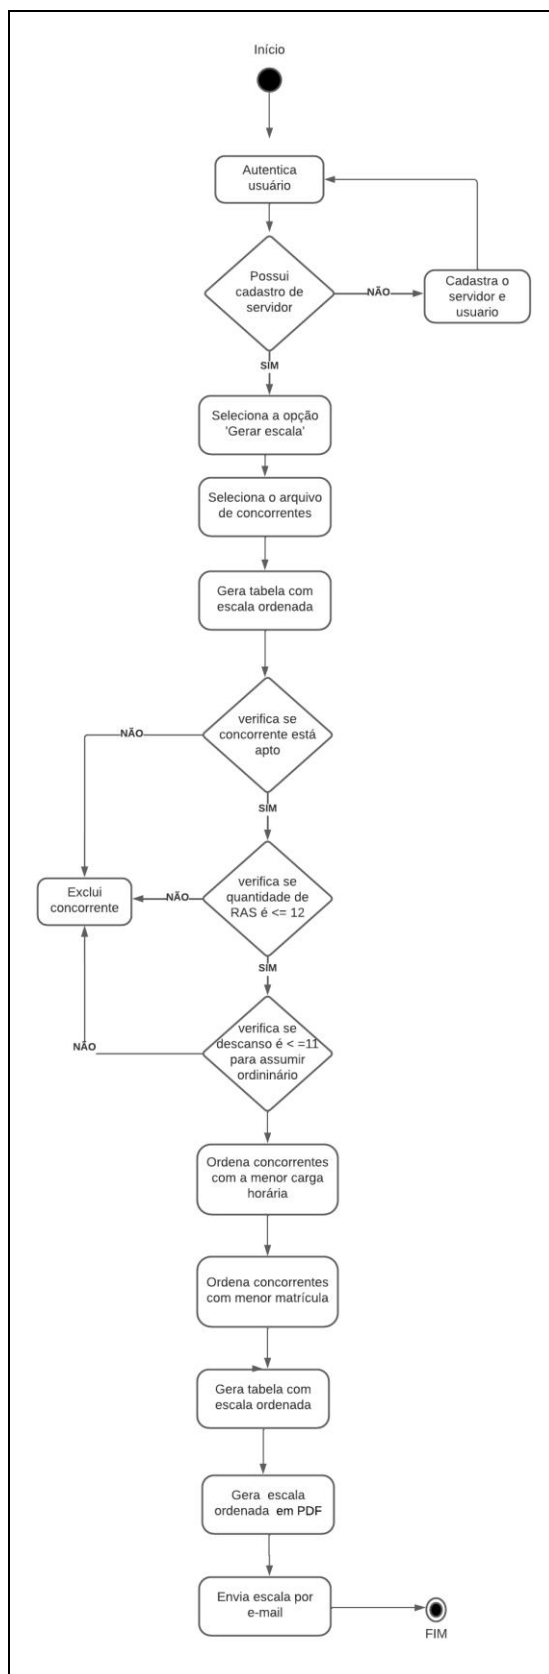 Início
Autentica
usuário
Possui
cadastro de
servidor
NÃO
Cadastra o
servidor e
usuario
SIM
Seleciona a opção
'Gerar escala'
Seleciona o arquivo
de concorrentes
Gera tabela com
escala ordenada
verifica se
concorrente está
apto
NÃO
SIM
Exclui
concorrente
NÃO
verifica se
quantidade de
RAS é <= 12
SIM
verifica se
descanso é < =11
para assumir
ordininário
NÃO
Ordena concorrentes
com a menor carga
horária
Ordena concorrentes
com menor matrícula
Gera tabela com
escala ordenada
Gera escala
ordenada em PDF
Envia escala por
e-mail
FIM